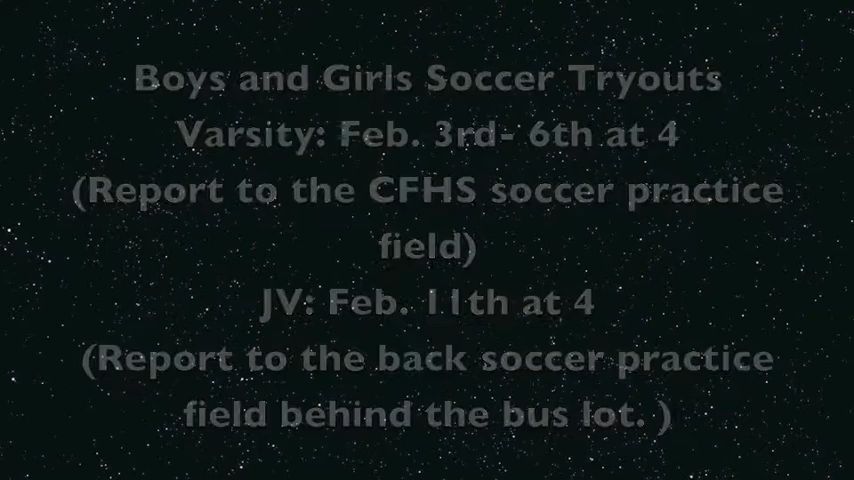 Boys and Girls Soccer Tryouts
Varsity: Feb. 3rd- 6th at 4
(Report to the CFHS soccer practice
field)
JV: Feb. 11th at 4
(Report to the back soccer practice
field behind the bus lot. )